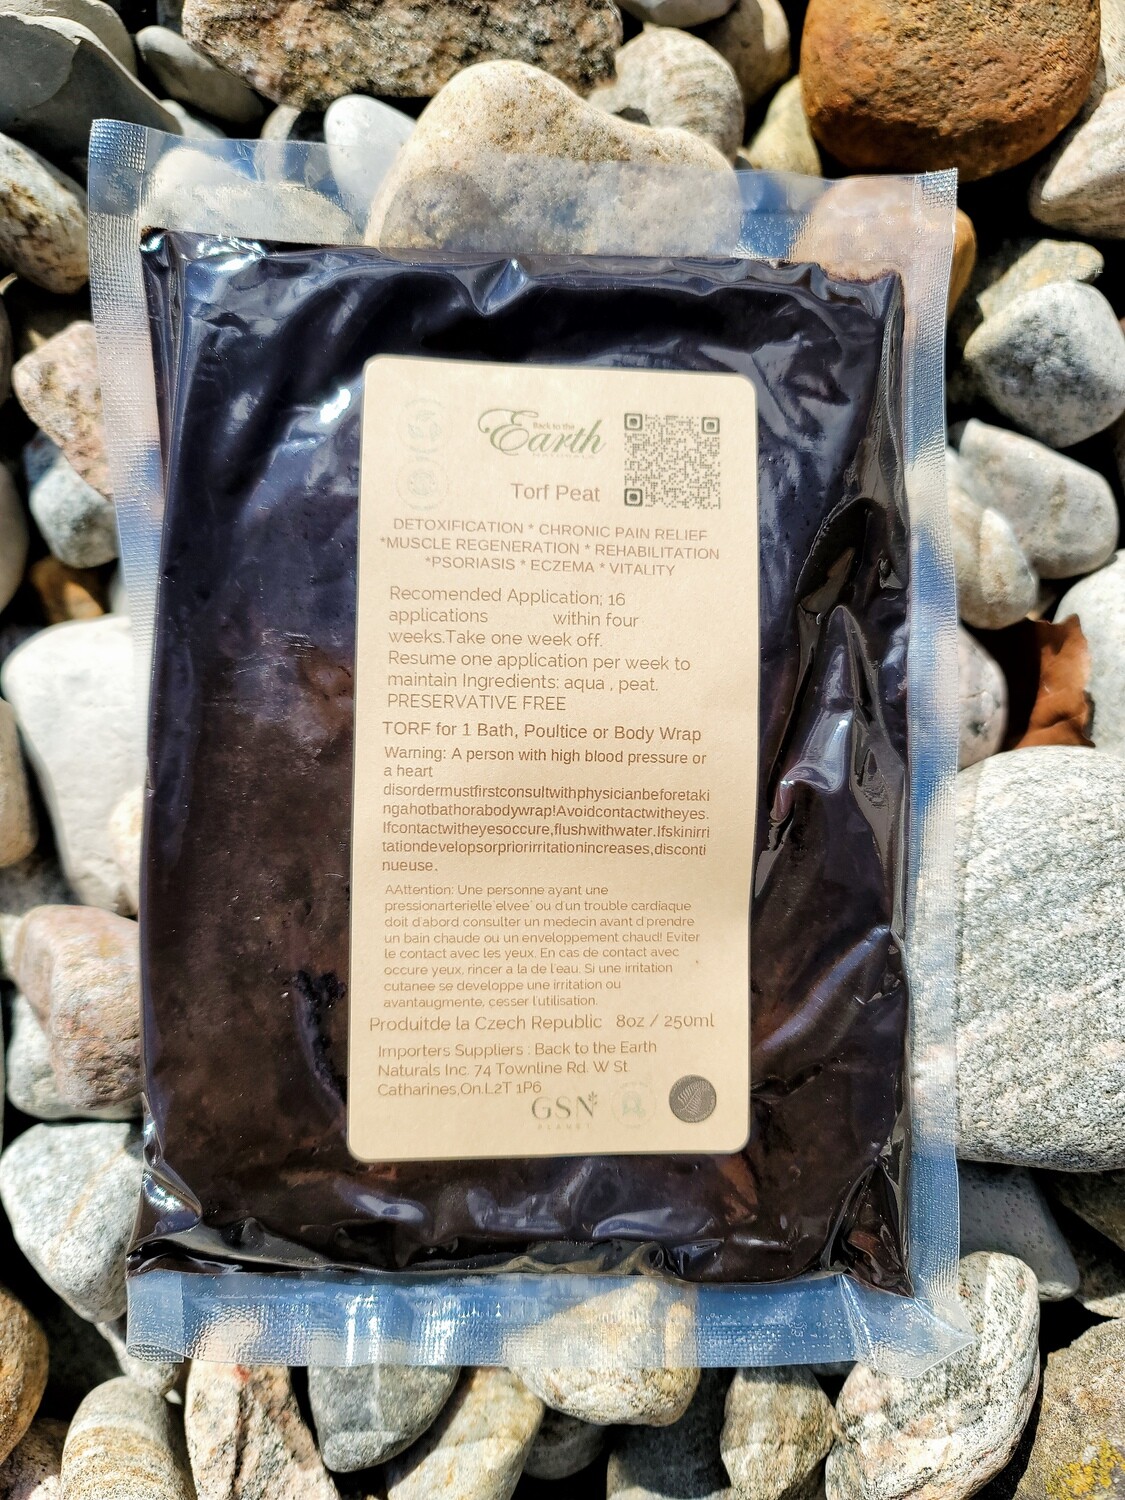 Back to the
Earth
Torf Peat
DETOXIFICATION * CHRONIC PAIN RELIEF
*MUSCLE REGENERATION * REHABILITATION
*PSORIASIS * ECZEMA * VITALITY
Recomended Application; 16
applications within four
weeks.Take one week off.
Resume one application per week to
maintain Ingredients: aqua , peat.
PRESERVATIVE FREE
TORF for 1 Bath, Poultice or Body Wrap
Warning: A person with high blood pressure or
a heart
disordermustfirstconsultwithphysicianbeforetaki
ngahotbathorabodywrap!Avoidcontactwitheyes.
Ifcontactwitheyesoccure,flushwithwater.Ifskinirri
tationdevelopsorpriorirritationincreases,disconti
nueuse.
AAttention: Une personne ayant une
pressionarterielle'elvee' ou d'un trouble cardiaque
doit d'abord consulter un medecin avant d'prendre
un bain chaude ou un enveloppement chaud! Eviter
le contact avec les yeux. En cas de contact avec
occure yeux, rincer a la de l'eau. Si une irritation
cutanee se developpe une irritation ou
avantaugmente, cesser l'utilisation.
Produitde la Czech Republic 8oz / 250ml
Importers Suppliers : Back to the Earth
Naturals Inc. 74 Townline Rd. W St.
Catharines,On.L2T 1P6
GSN
PLANET